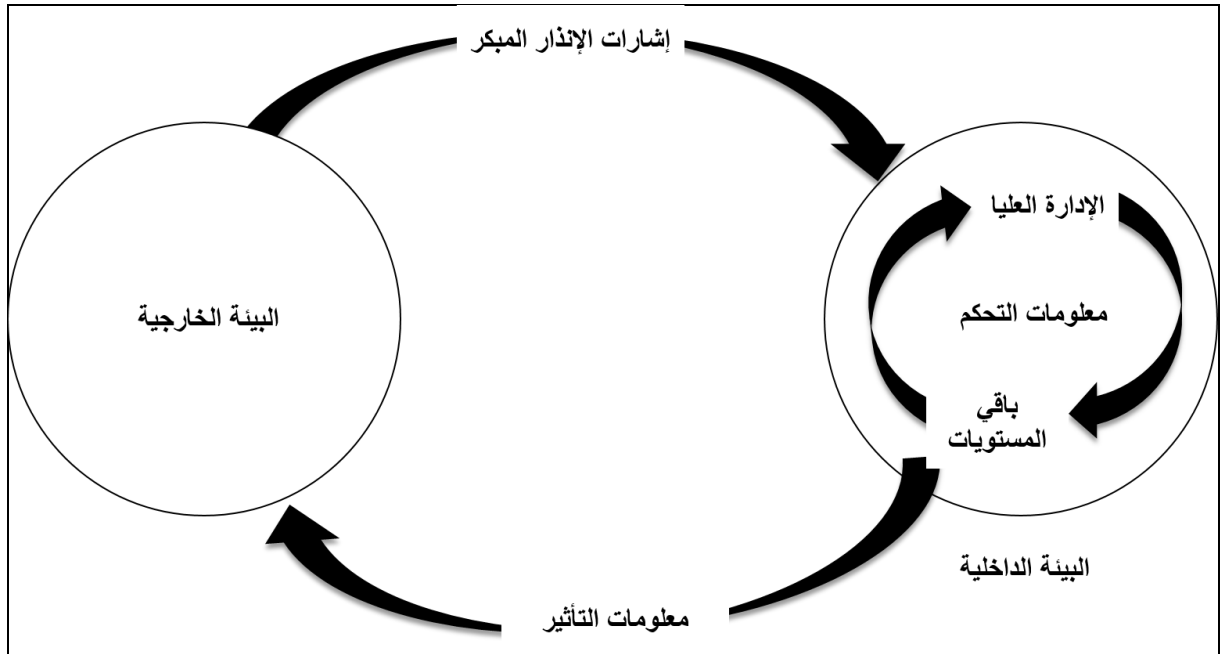 إشارات الإنذار المبكر
الإدارة العليا
معلومات التحكم
البيئة الخارجية
باقي
المستويات
البيئة الداخلية
معلومات التأثير